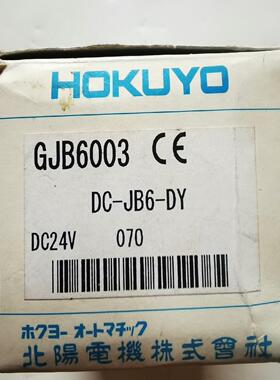 HOKUYO
GJB6003 CE
DC-JB6-DY
DC24V 070
ホクヨー オートマチック
北陽電機株式會社